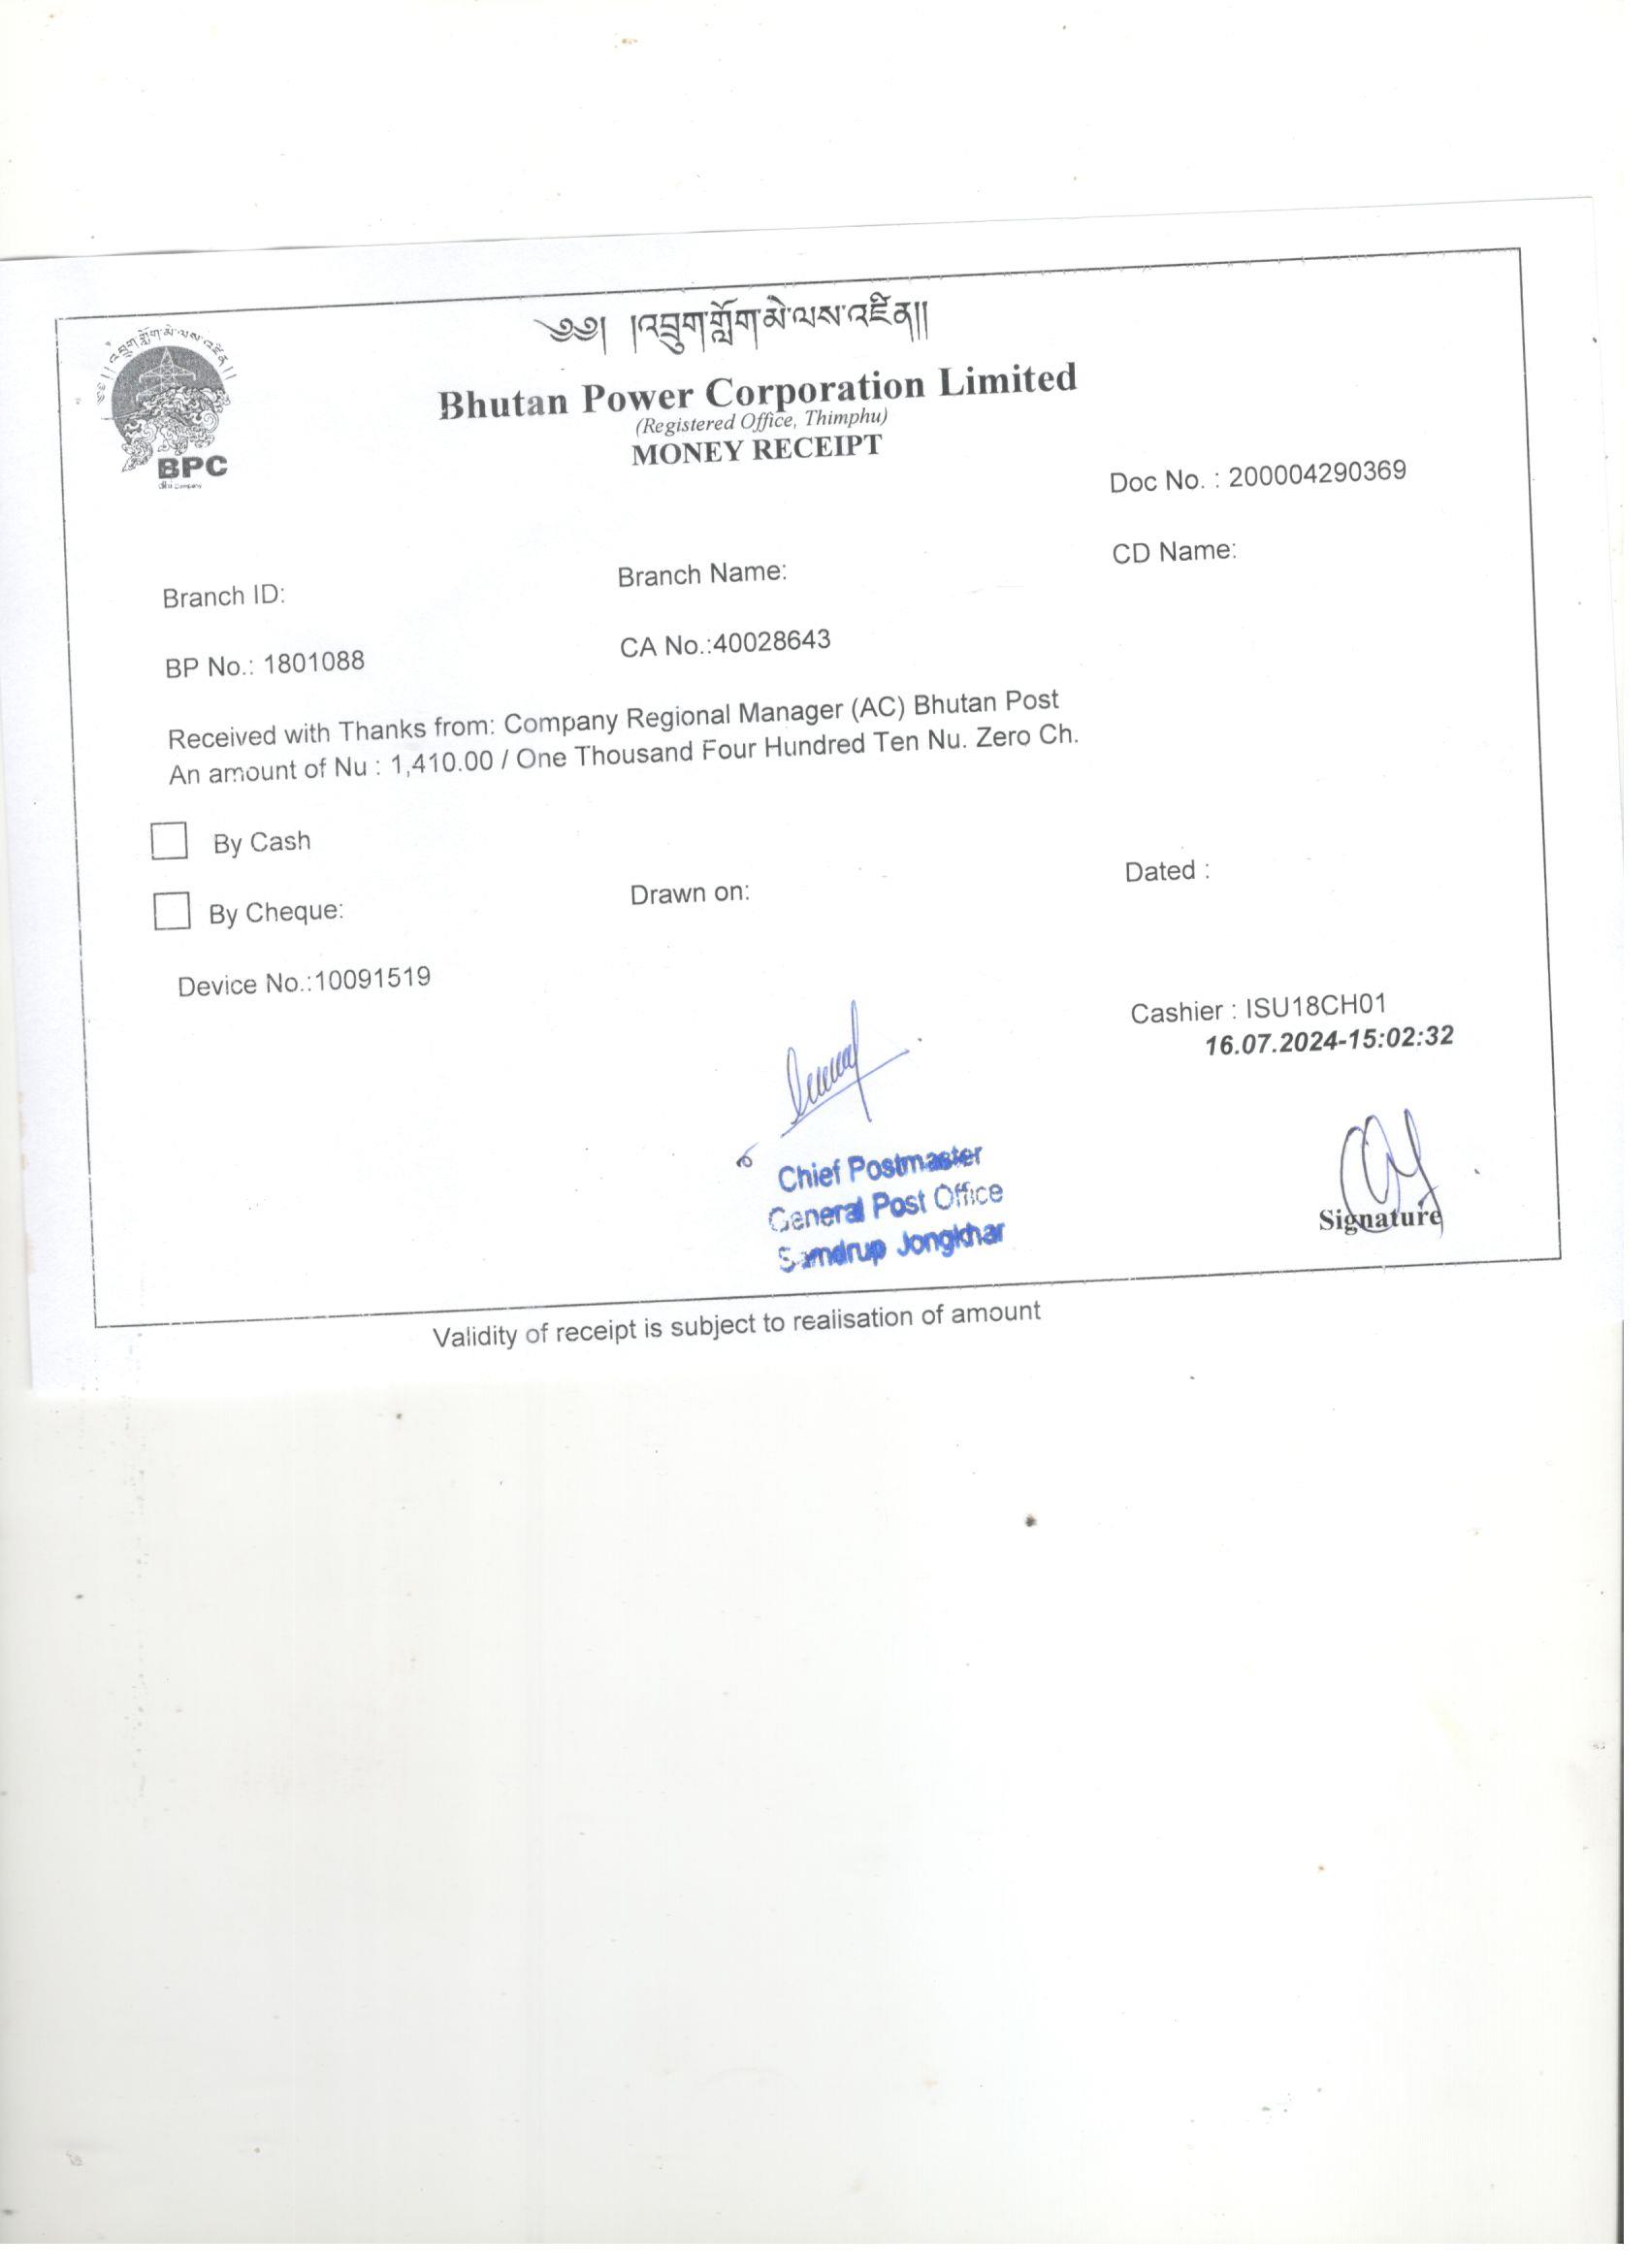 ༄༅། །འབྲུག་གློག་མེ་ལས་འཛིན།།
།།འབྲུག་གློག་མེ་ལས་འཛིན།།
BPC
Bhutan Power Corporation Limited
(Registered Office, Thimphu)
MONEY RECEIPT
Doc No. : 200004290369
Branch ID: Branch Name: CD Name:
BP No.: 1801088 CA No.:40028643
Received with Thanks from: Company Regional Manager (AC) Bhutan Post
An amount of Nu : 1,410.00 / One Thousand Four Hundred Ten Nu. Zero Ch.
By Cash
By Cheque: Drawn on: Dated :
Device No.:10091519
Cashier : ISU18CH01
16.07.2024-15:02:32
Chief Postmaster
General Post Office
Samdrup Jongkhar
Signature
Validity of receipt is subject to realisation of amount